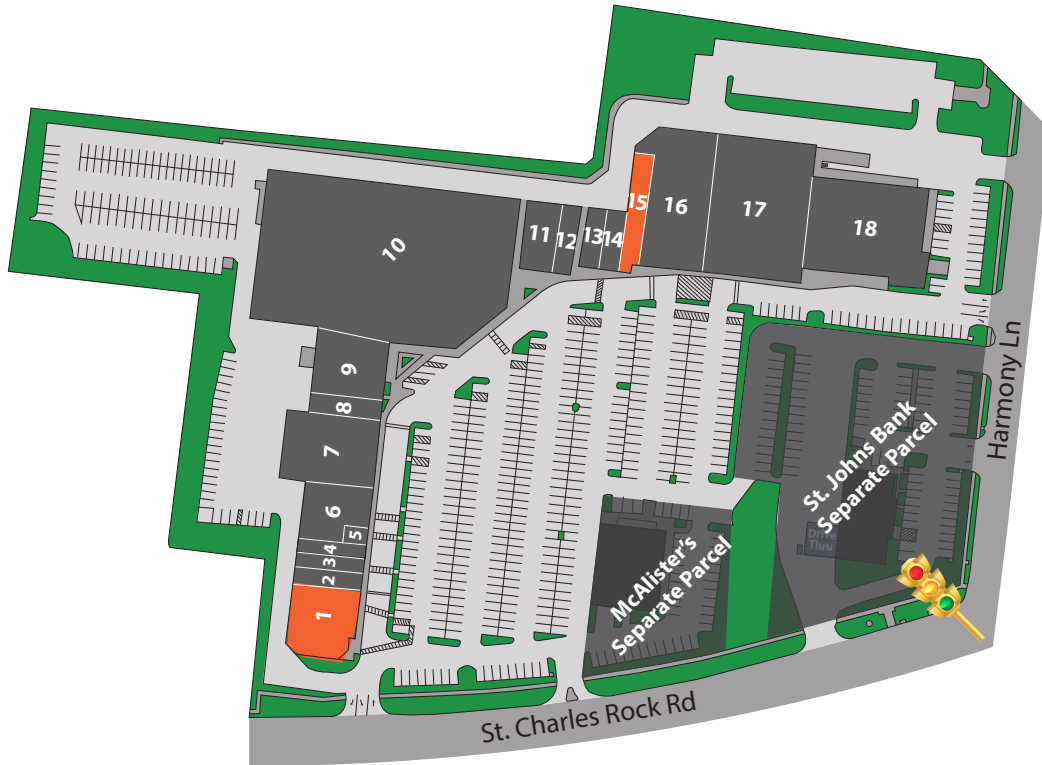 10
11
12
13
14
15
16
17
18
9
8
7
6
5
4
3
2
1
Harmony Ln
St. Johns Bank
Separate Parcel
Drive
Thru
McAlister's
Separate Parcel
St. Charles Rock Rd